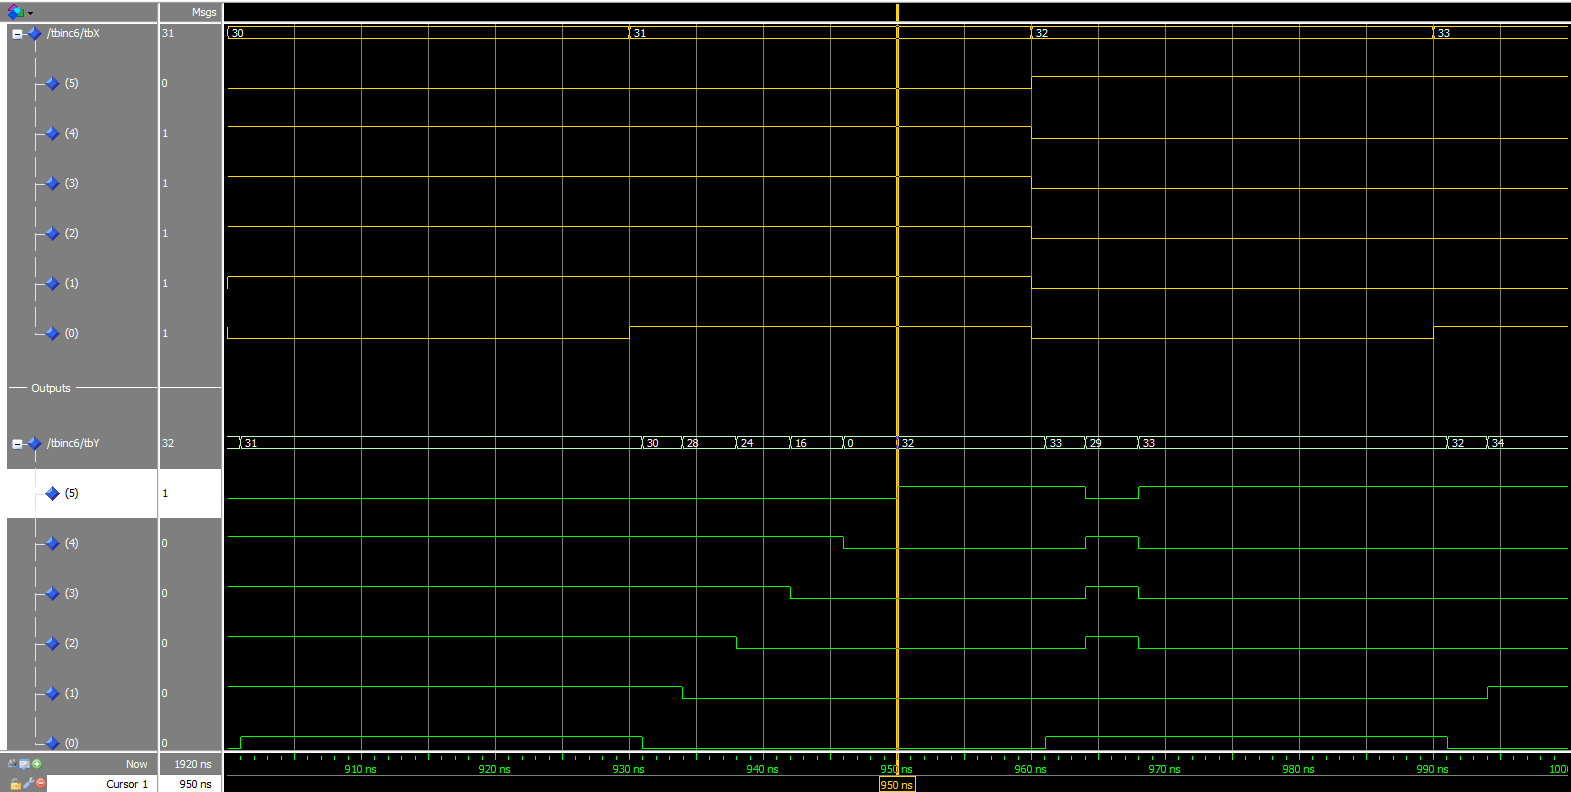 Msgs
/tbinc6/tbX 31 30 31 32 33
(5) 0
(4) 1
(3) 1
(2) 1
(1) 1
(0) 1
Outputs
/tbinc6/tbY 32 31 30 28 24 16 0 32 33 29 33 32 34
(5) 1
(4) 0
(3) 0
(2) 0
(1) 0
(0) 0
Now 1920 ns 910 ns 920 ns 930 ns 940 ns 950 ns 960 ns 970 ns 980 ns 990 ns 1000
Cursor 1 950 ns 950 ns